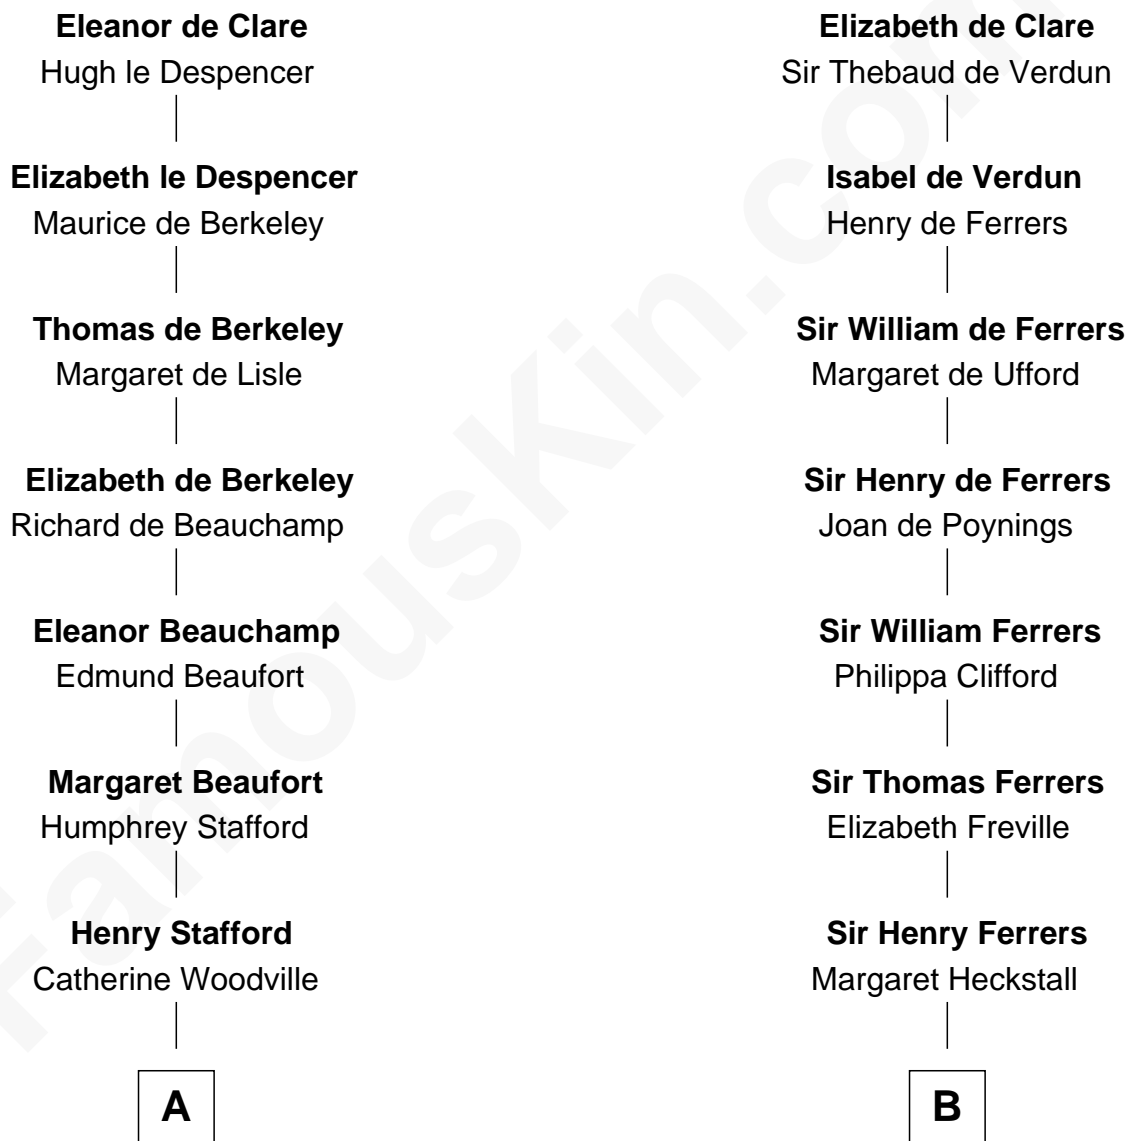 Eleanor de Clare
Hugh le Despencer
Elizabeth le Despencer
Maurice de Berkeley
Thomas de Berkeley
Margaret de Lisle
Elizabeth de Berkeley
Richard de Beauchamp
Eleanor Beauchamp
Edmund Beaufort
Margaret Beaufort
Humphrey Stafford
Henry Stafford
Catherine Woodville
A
Elizabeth de Clare
Sir Thebaud de Verdun
Isabel de Verdun
Henry de Ferrers
Sir William de Ferrers
Margaret de Ufford
Sir Henry de Ferrers
Joan de Poynings
Sir William Ferrers
Philippa Clifford
Sir Thomas Ferrers
Elizabeth Freville
Sir Henry Ferrers
Margaret Heckstall
B
FamousKin.com